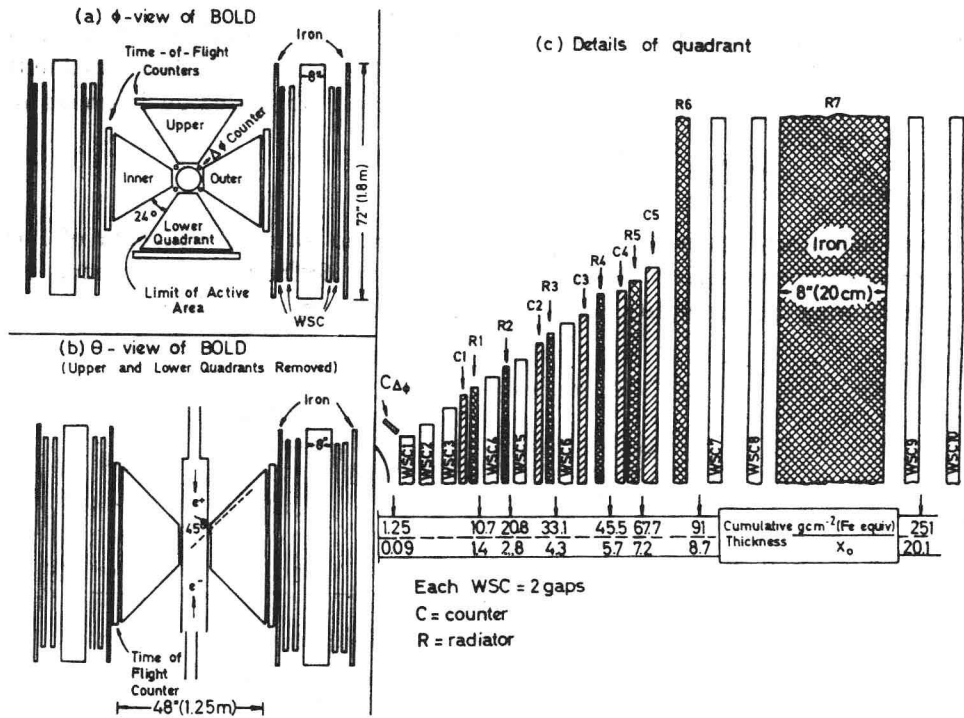 (a) ϕ-view of BOLD
Iron
Time-of-Flight
Counters
8"
Upper
Δϕ Counter
Inner
Outer
24°
Lower
Quadrant
72" (1.8m)
Limit of Active
Area
WSC
(b) θ - view of BOLD
(Upper and Lower Quadrants Removed)
Iron
8"
e⁺
45°
e⁻
Time of
Flight
Counter
48"(1.25m)
(c) Details of quadrant
R6
R7
C5
R5
C4
R4
C3
R3
C2
R2
R1
C1
C Δϕ
Iron
8"(20cm)
WSC1
WSC2
WSC3
WSC4
WSC5
WSC6
WSC7
WSC8
WSC9
WSC10
1.25 10.7 20.8 33.1 45.5 67.7 91 Cumulative gcm⁻² (Fe equiv) 251
0.09 1.4 2.8 4.3 5.7 7.2 8.7 Thickness X₀ 20.1
Each WSC = 2 gaps
C = counter
R = radiator